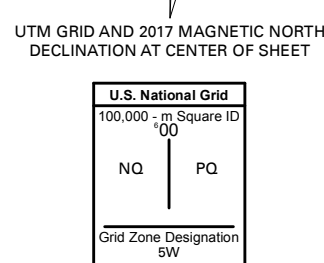 UTM GRID AND 2017 MAGNETIC NORTH
DECLINATION AT CENTER OF SHEET
U.S. National Grid
100,000 - m Square ID
⁶00
NQ PQ
Grid Zone Designation
5W